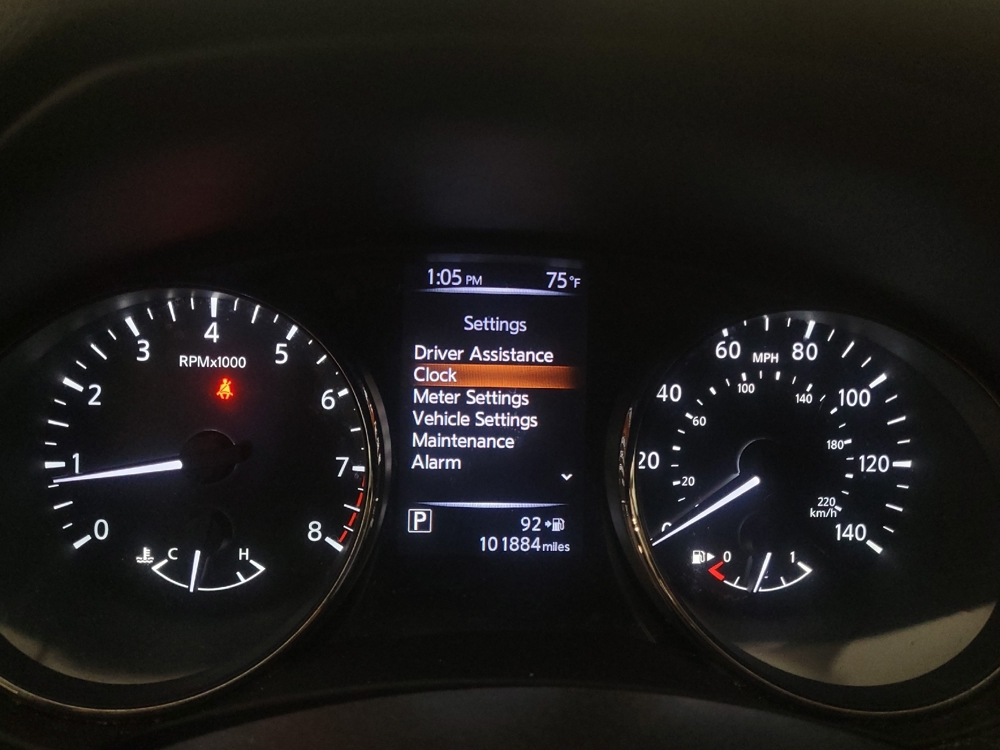 1:05 PM 75°F
Settings
Driver Assistance
Clock
Meter Settings
Vehicle Settings
Maintenance
Alarm
P
92
101884 miles
0
1
2
3
4
5
6
7
8
RPMx1000
C H
0
20
40
60
80
100
120
140
MPH
20
60
100
140
180
220
km/h
0 1